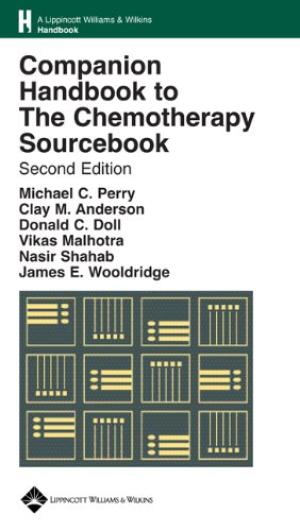 A Lippincott Williams & Wilkins
Handbook
Companion
Handbook to
The Chemotherapy
Sourcebook
Second Edition
Michael C. Perry
Clay M. Anderson
Donald C. Doll
Vikas Malhotra
Nasir Shahab
James E. Wooldridge
LIPPINCOTT WILLIAMS & WILKINS